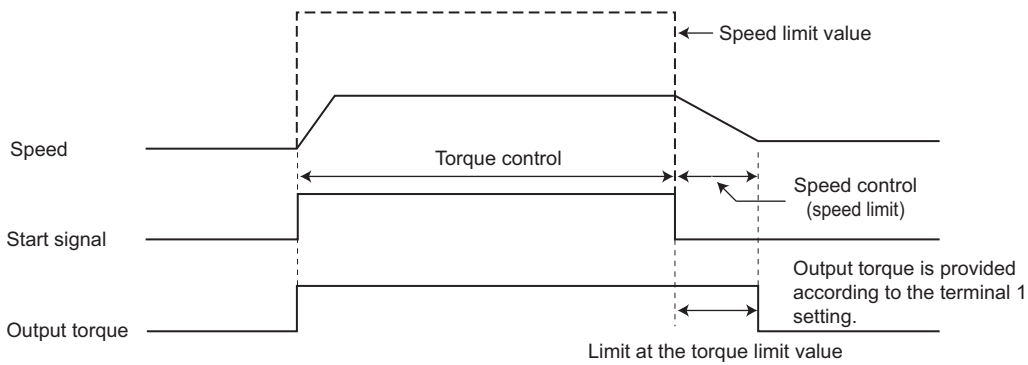 Speed limit value
Speed
Torque control
Speed control
(speed limit)
Start signal
Output torque is provided
according to the terminal 1
setting.
Output torque
Limit at the torque limit value